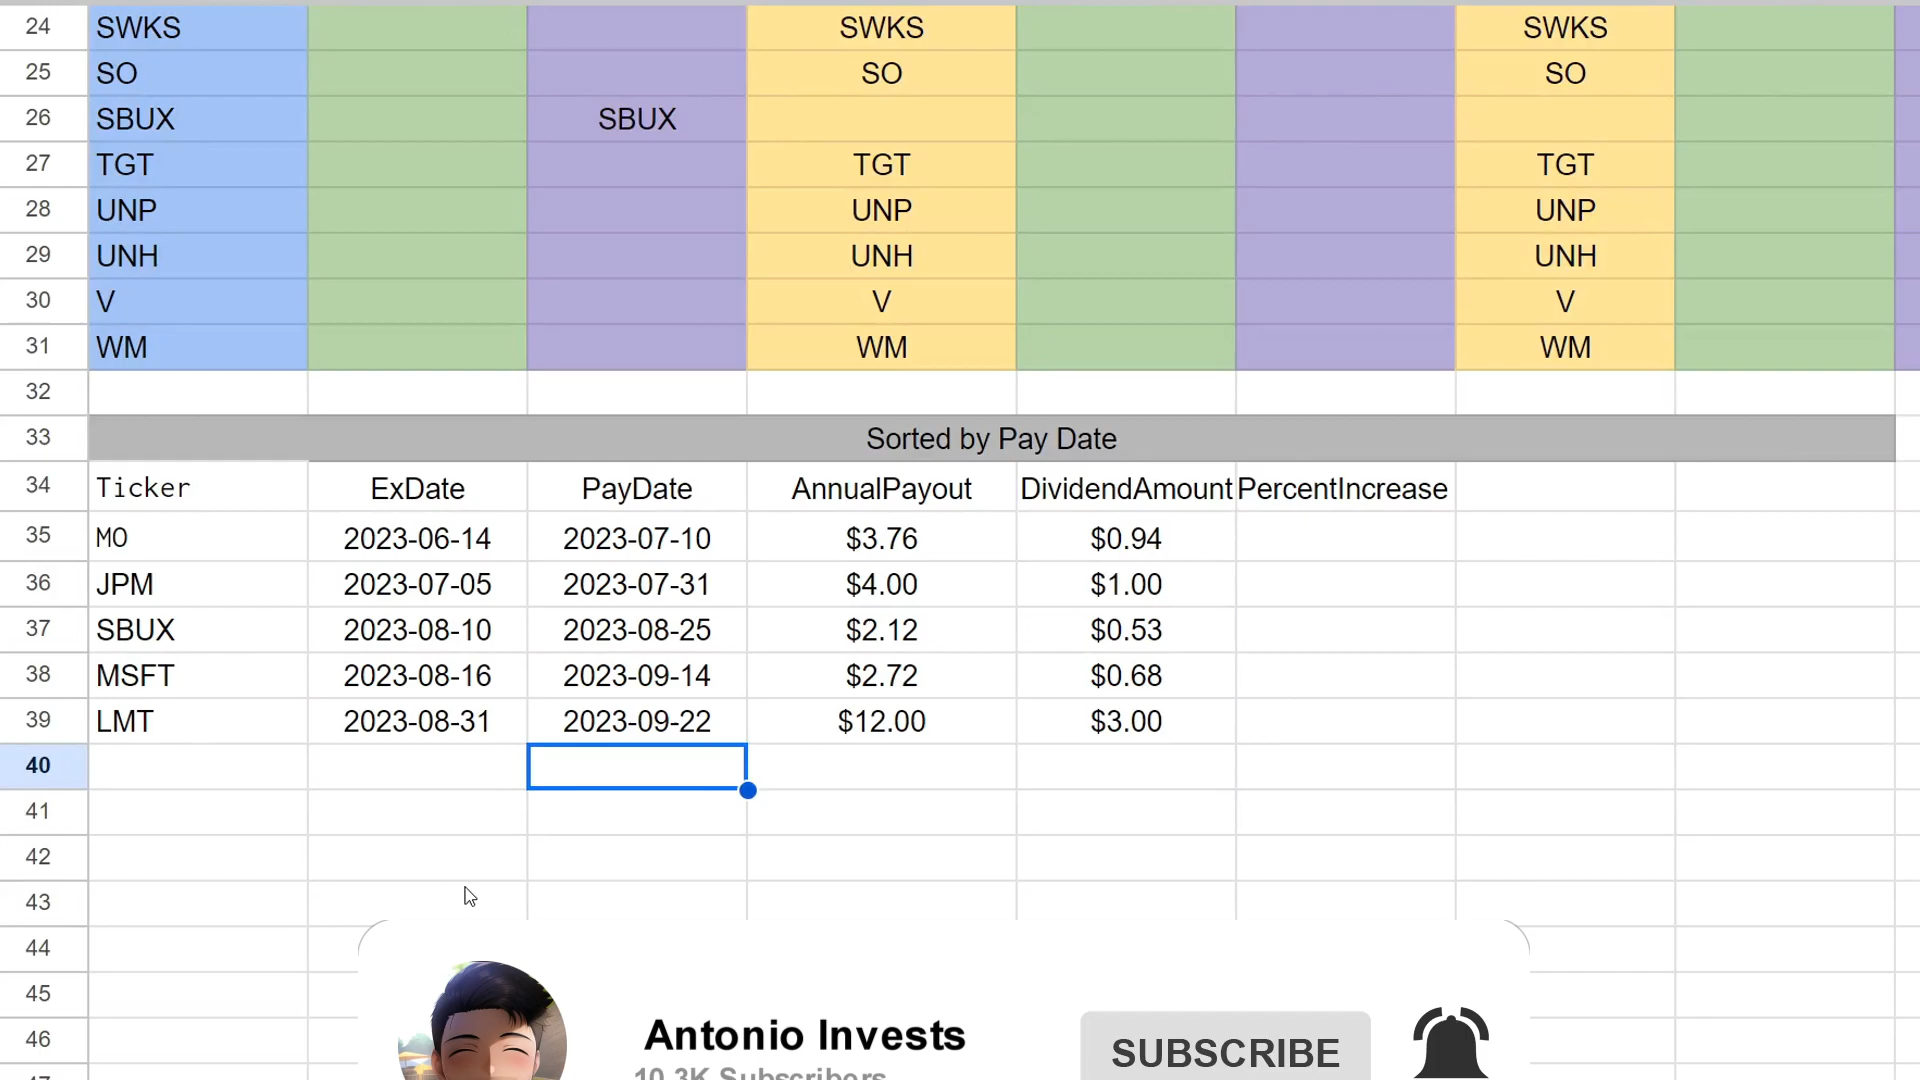 24 SWKS SWKS SWKS
25 SO SO SO
26 SBUX SBUX
27 TGT TGT TGT
28 UNP UNP UNP
29 UNH UNH UNH
30 V V V
31 WM WM WM
32
33 Sorted by Pay Date
34 Ticker ExDate PayDate AnnualPayout DividendAmount PercentIncrease
35 MO 2023-06-14 2023-07-10 $3.76 $0.94
36 JPM 2023-07-05 2023-07-31 $4.00 $1.00
37 SBUX 2023-08-10 2023-08-25 $2.12 $0.53
38 MSFT 2023-08-16 2023-09-14 $2.72 $0.68
39 LMT 2023-08-31 2023-09-22 $12.00 $3.00
40
41
42
43
44
45
46
47
Antonio Invests
10.3K Subscribers
SUBSCRIBE